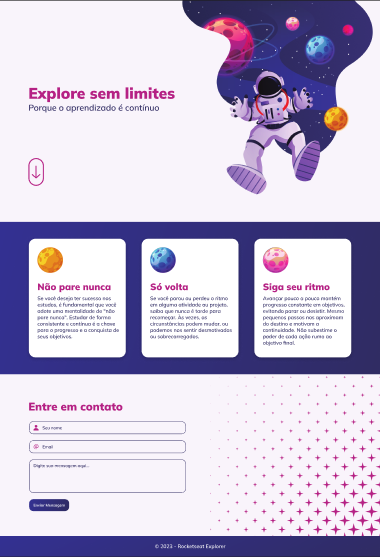 Explore sem limites
Porque o aprendizado é contínuo
Não pare nunca
Se você deseja ter sucesso nos
estudos, é fundamental que você
adote uma mentalidade de "não
pare nunca". Estudar de forma
consistente e contínua é a chave
para o progresso e a conquista de
seus objetivos.
Só volta
Se você parou ou perdeu o ritmo
em alguma atividade ou projeto,
saiba que nunca é tarde para
recomeçar. Às vezes, as
circunstâncias podem mudar, ou
podemos nos sentir desmotivados
ou sobrecarregados.
Siga seu ritmo
Avançar pouco a pouco mantém
progresso constante em objetivos,
evitando parar ou desistir. Mesmo
pequenos passos nos aproximam
do destino e motivam a
continuidade. Não subestime o
poder de cada ação rumo ao
objetivo final.
Entre em contato
Seu nome
Email
Digite sua mensagem aqui...
Enviar Mensagem
© 2023 - Rocketseat Explorer